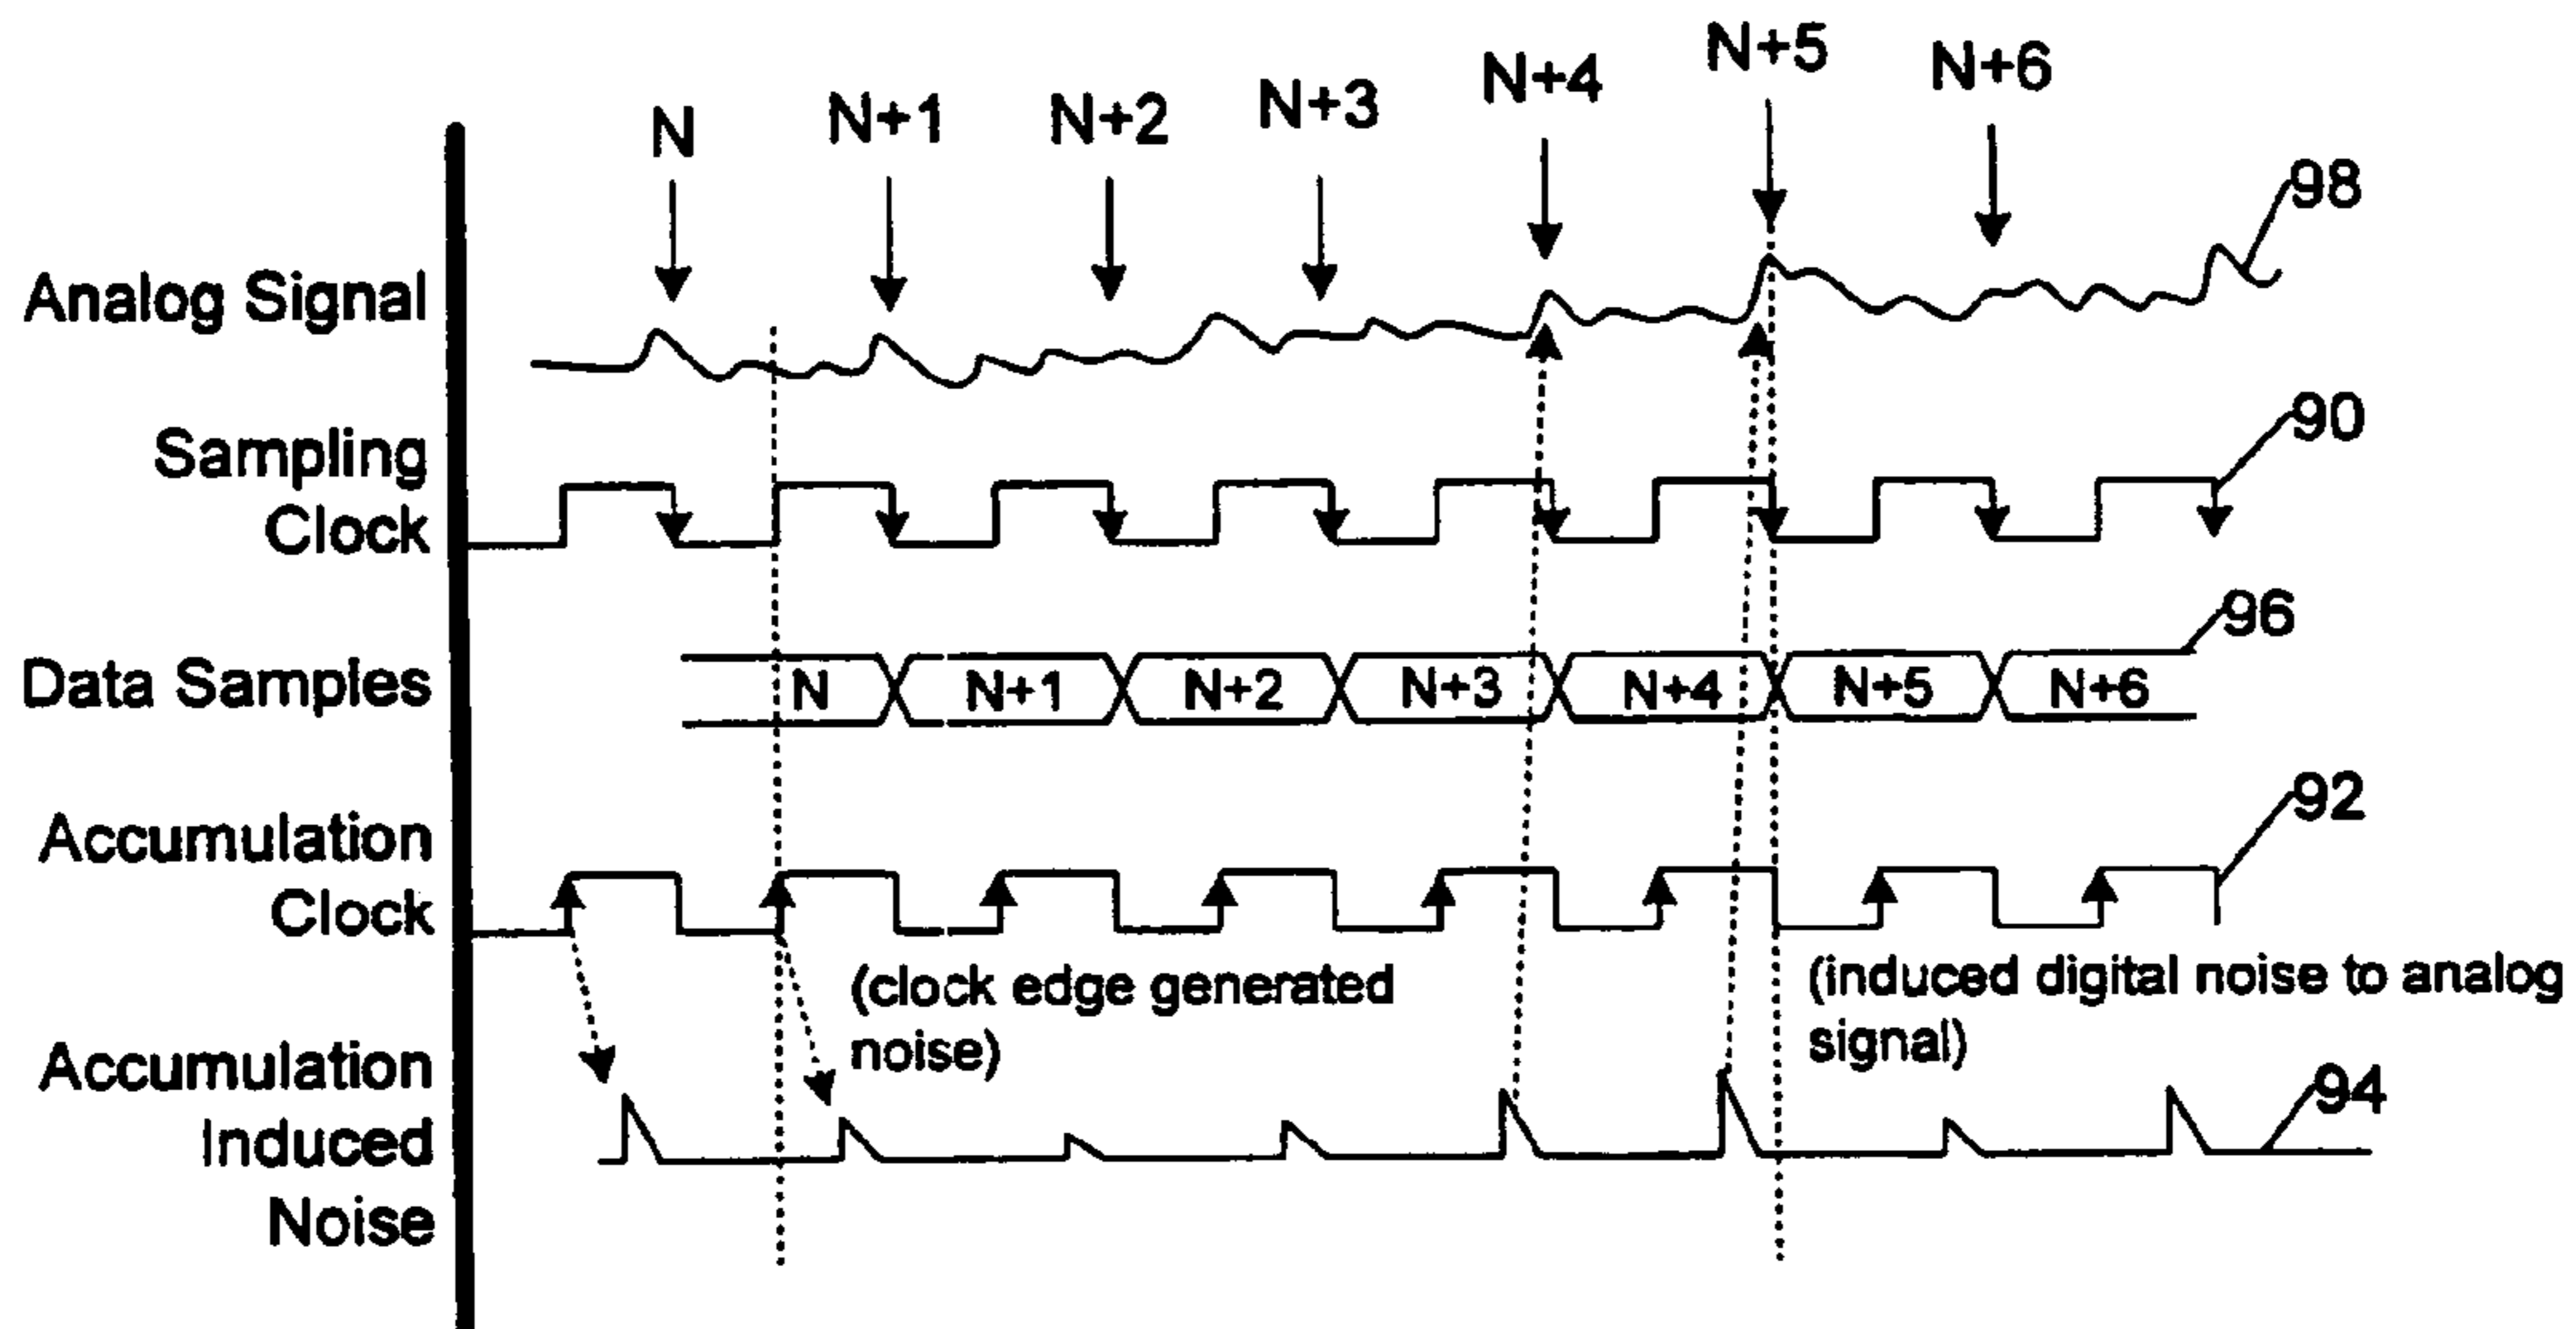 N
N+1
N+2
N+3
N+4
N+5
N+6
98
Analog Signal
90
Sampling
Clock
96
Data Samples
N
N+1
N+2
N+3
N+4
N+5
N+6
92
Accumulation
Clock
(clock edge generated
noise)
(induced digital noise to analog
signal)
94
Accumulation
Induced
Noise